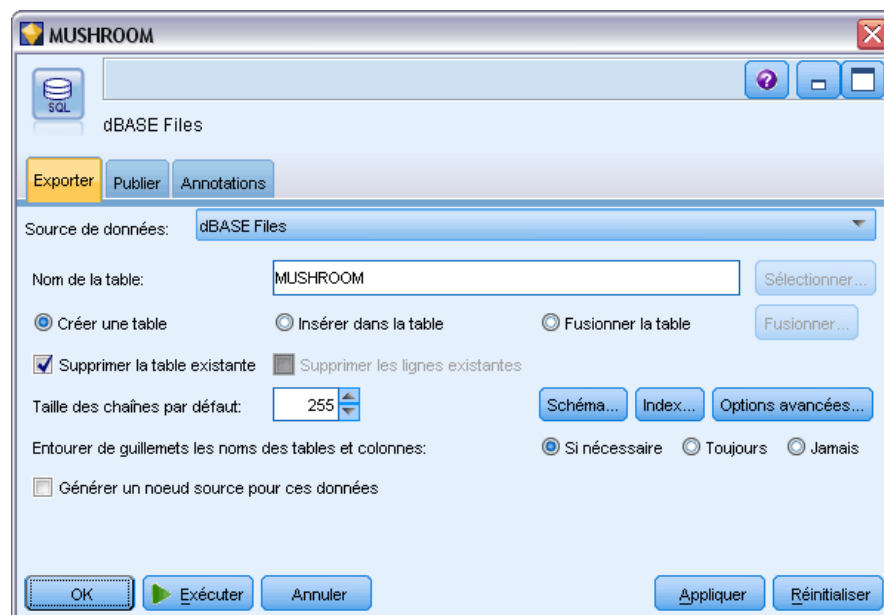 MUSHROOM
SQL
dBASE Files
Exporter Publier Annotations
Source de données: dBASE Files
Nom de la table: MUSHROOM Sélectionner...
Créer une table Insérer dans la table Fusionner la table Fusionner...
Supprimer la table existante Supprimer les lignes existantes
Taille des chaînes par défaut: 255 Schéma... Index... Options avancées...
Entourer de guillemets les noms des tables et colonnes: Si nécessaire Toujours Jamais
Générer un noeud source pour ces données
OK Exécuter Annuler Appliquer Réinitialiser